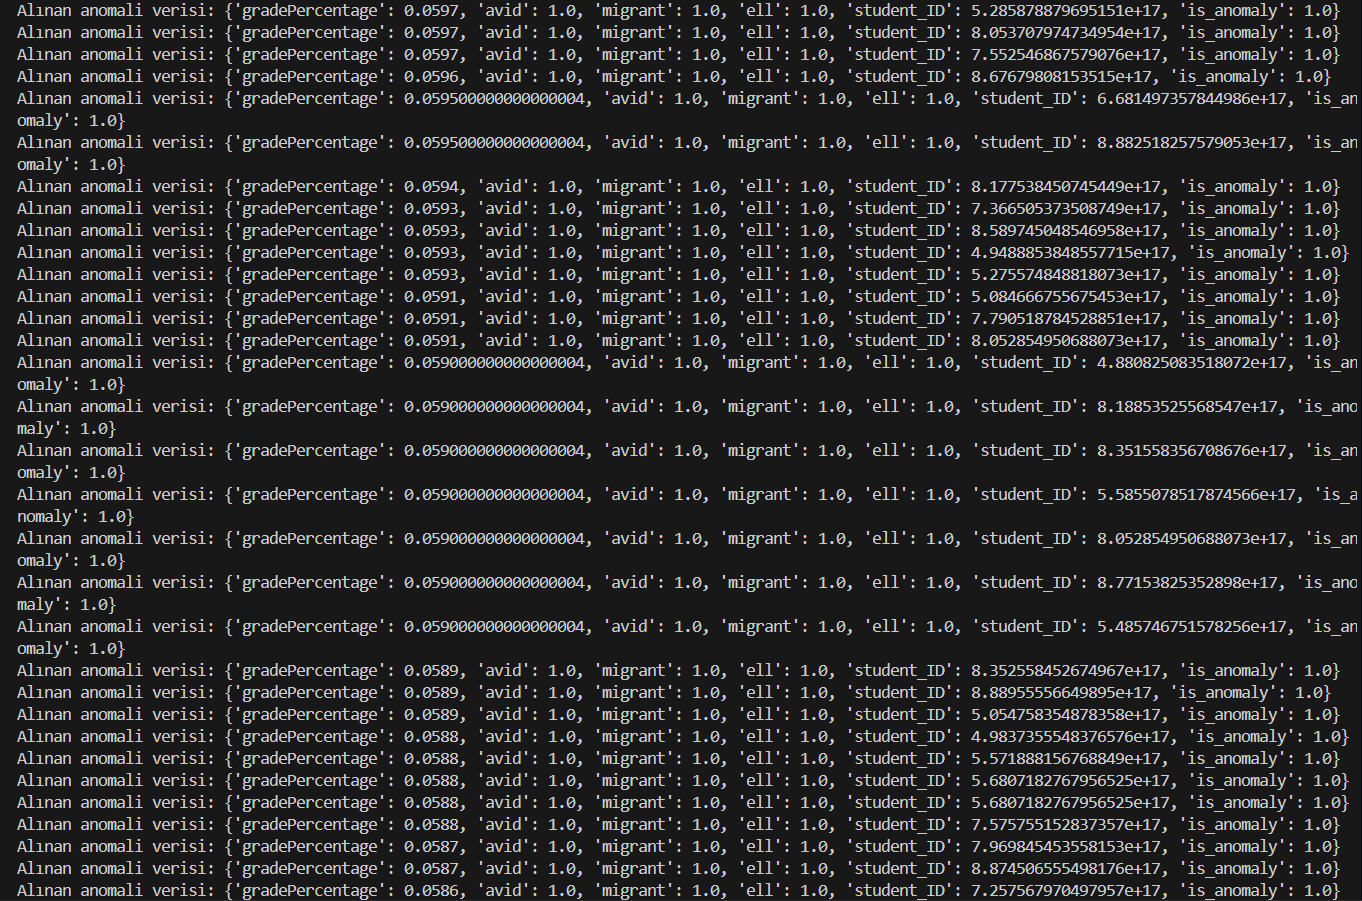 Alınan anomali verisi: {'gradePercentage': 0.0597, 'avid': 1.0, 'migrant': 1.0, 'ell': 1.0, 'student_ID': 5.285878879695151e+17, 'is_anomaly': 1.0}
Alınan anomali verisi: {'gradePercentage': 0.0597, 'avid': 1.0, 'migrant': 1.0, 'ell': 1.0, 'student_ID': 8.053707974734954e+17, 'is_anomaly': 1.0}
Alınan anomali verisi: {'gradePercentage': 0.0597, 'avid': 1.0, 'migrant': 1.0, 'ell': 1.0, 'student_ID': 7.552546867579076e+17, 'is_anomaly': 1.0}
Alınan anomali verisi: {'gradePercentage': 0.0596, 'avid': 1.0, 'migrant': 1.0, 'ell': 1.0, 'student_ID': 8.67679808153515e+17, 'is_anomaly': 1.0}
Alınan anomali verisi: {'gradePercentage': 0.059500000000000004, 'avid': 1.0, 'migrant': 1.0, 'ell': 1.0, 'student_ID': 6.681497357844986e+17, 'is_an
omaly': 1.0}
Alınan anomali verisi: {'gradePercentage': 0.059500000000000004, 'avid': 1.0, 'migrant': 1.0, 'ell': 1.0, 'student_ID': 8.882518257579053e+17, 'is_an
omaly': 1.0}
Alınan anomali verisi: {'gradePercentage': 0.0594, 'avid': 1.0, 'migrant': 1.0, 'ell': 1.0, 'student_ID': 8.177538450745449e+17, 'is_anomaly': 1.0}
Alınan anomali verisi: {'gradePercentage': 0.0593, 'avid': 1.0, 'migrant': 1.0, 'ell': 1.0, 'student_ID': 7.366505373508749e+17, 'is_anomaly': 1.0}
Alınan anomali verisi: {'gradePercentage': 0.0593, 'avid': 1.0, 'migrant': 1.0, 'ell': 1.0, 'student_ID': 8.589745048546958e+17, 'is_anomaly': 1.0}
Alınan anomali verisi: {'gradePercentage': 0.0593, 'avid': 1.0, 'migrant': 1.0, 'ell': 1.0, 'student_ID': 4.9488853848557715e+17, 'is_anomaly': 1.0}
Alınan anomali verisi: {'gradePercentage': 0.0593, 'avid': 1.0, 'migrant': 1.0, 'ell': 1.0, 'student_ID': 5.275574848818073e+17, 'is_anomaly': 1.0}
Alınan anomali verisi: {'gradePercentage': 0.0591, 'avid': 1.0, 'migrant': 1.0, 'ell': 1.0, 'student_ID': 5.084666755675453e+17, 'is_anomaly': 1.0}
Alınan anomali verisi: {'gradePercentage': 0.0591, 'avid': 1.0, 'migrant': 1.0, 'ell': 1.0, 'student_ID': 7.790518784528851e+17, 'is_anomaly': 1.0}
Alınan anomali verisi: {'gradePercentage': 0.0591, 'avid': 1.0, 'migrant': 1.0, 'ell': 1.0, 'student_ID': 8.052854950688073e+17, 'is_anomaly': 1.0}
Alınan anomali verisi: {'gradePercentage': 0.059000000000000004, 'avid': 1.0, 'migrant': 1.0, 'ell': 1.0, 'student_ID': 4.880825083518072e+17, 'is_an
omaly': 1.0}
Alınan anomali verisi: {'gradePercentage': 0.059000000000000004, 'avid': 1.0, 'migrant': 1.0, 'ell': 1.0, 'student_ID': 8.18853525568547e+17, 'is_ano
maly': 1.0}
Alınan anomali verisi: {'gradePercentage': 0.059000000000000004, 'avid': 1.0, 'migrant': 1.0, 'ell': 1.0, 'student_ID': 8.351558356708676e+17, 'is_an
omaly': 1.0}
Alınan anomali verisi: {'gradePercentage': 0.059000000000000004, 'avid': 1.0, 'migrant': 1.0, 'ell': 1.0, 'student_ID': 5.5855078517874566e+17, 'is_a
nomaly': 1.0}
Alınan anomali verisi: {'gradePercentage': 0.059000000000000004, 'avid': 1.0, 'migrant': 1.0, 'ell': 1.0, 'student_ID': 8.052854950688073e+17, 'is_an
omaly': 1.0}
Alınan anomali verisi: {'gradePercentage': 0.059000000000000004, 'avid': 1.0, 'migrant': 1.0, 'ell': 1.0, 'student_ID': 8.77153825352898e+17, 'is_ano
maly': 1.0}
Alınan anomali verisi: {'gradePercentage': 0.059000000000000004, 'avid': 1.0, 'migrant': 1.0, 'ell': 1.0, 'student_ID': 5.485746751578256e+17, 'is_an
omaly': 1.0}
Alınan anomali verisi: {'gradePercentage': 0.0589, 'avid': 1.0, 'migrant': 1.0, 'ell': 1.0, 'student_ID': 8.352558452674967e+17, 'is_anomaly': 1.0}
Alınan anomali verisi: {'gradePercentage': 0.0589, 'avid': 1.0, 'migrant': 1.0, 'ell': 1.0, 'student_ID': 8.88955556649895e+17, 'is_anomaly': 1.0}
Alınan anomali verisi: {'gradePercentage': 0.0589, 'avid': 1.0, 'migrant': 1.0, 'ell': 1.0, 'student_ID': 5.054758354878358e+17, 'is_anomaly': 1.0}
Alınan anomali verisi: {'gradePercentage': 0.0588, 'avid': 1.0, 'migrant': 1.0, 'ell': 1.0, 'student_ID': 4.9837355548376576e+17, 'is_anomaly': 1.0}
Alınan anomali verisi: {'gradePercentage': 0.0588, 'avid': 1.0, 'migrant': 1.0, 'ell': 1.0, 'student_ID': 5.571888156768849e+17, 'is_anomaly': 1.0}
Alınan anomali verisi: {'gradePercentage': 0.0588, 'avid': 1.0, 'migrant': 1.0, 'ell': 1.0, 'student_ID': 5.6807182767956525e+17, 'is_anomaly': 1.0}
Alınan anomali verisi: {'gradePercentage': 0.0588, 'avid': 1.0, 'migrant': 1.0, 'ell': 1.0, 'student_ID': 5.6807182767956525e+17, 'is_anomaly': 1.0}
Alınan anomali verisi: {'gradePercentage': 0.0588, 'avid': 1.0, 'migrant': 1.0, 'ell': 1.0, 'student_ID': 7.575755152837357e+17, 'is_anomaly': 1.0}
Alınan anomali verisi: {'gradePercentage': 0.0587, 'avid': 1.0, 'migrant': 1.0, 'ell': 1.0, 'student_ID': 7.969845453558153e+17, 'is_anomaly': 1.0}
Alınan anomali verisi: {'gradePercentage': 0.0587, 'avid': 1.0, 'migrant': 1.0, 'ell': 1.0, 'student_ID': 8.874506555498176e+17, 'is_anomaly': 1.0}
Alınan anomali verisi: {'gradePercentage': 0.0586, 'avid': 1.0, 'migrant': 1.0, 'ell': 1.0, 'student_ID': 7.257567970497957e+17, 'is_anomaly': 1.0}